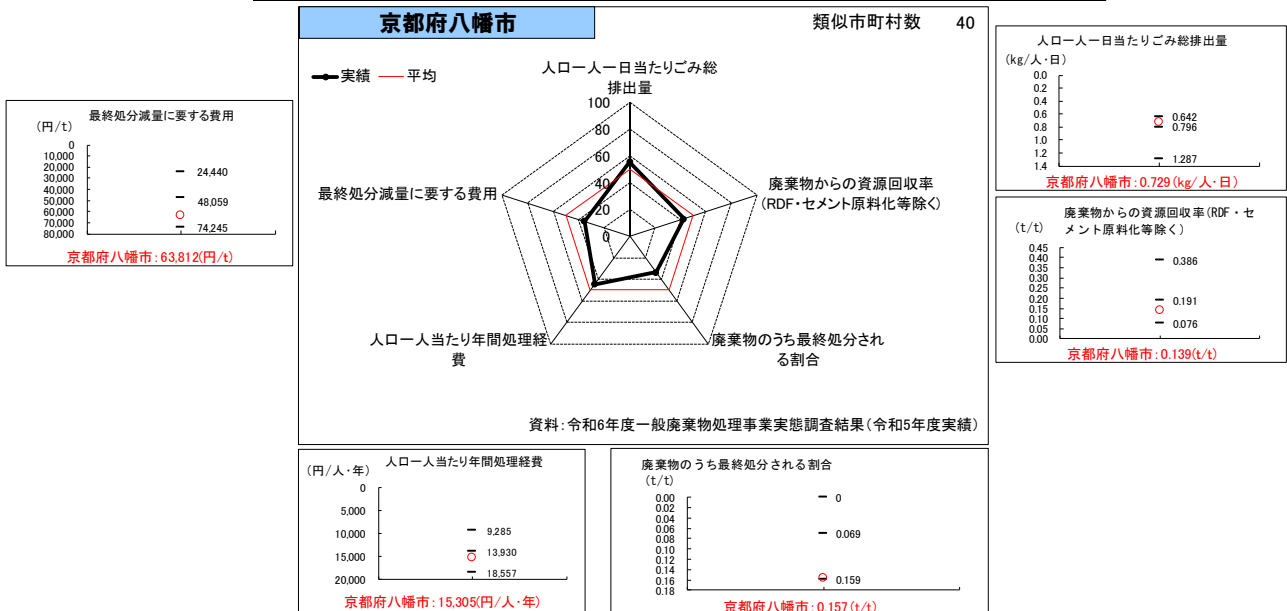 京都府八幡市
類似市町村数 40
実績 平均
人口一人一日当たりごみ総
排出量
100
80
60
40
20
0
廃棄物からの資源回収率
(RDF・セメント原料化等除く)
廃棄物のうち最終処分され
る割合
人口一人当たり年間処理経
費
最終処分減量に要する費用
資料:令和6年度一般廃棄物処理事業実態調査結果(令和5年度実績)
最終処分減量に要する費用
(円/t)
0
10,000
20,000
30,000
40,000
50,000
60,000
70,000
80,000
24,440
48,059
74,245
京都府八幡市:63,812(円/t)
人口一人一日当たりごみ総排出量
(kg/人・日)
0.0
0.2
0.4
0.6
0.8
1.0
1.2
1.4
0.642
0.796
1.287
京都府八幡市:0.729(kg/人・日)
廃棄物からの資源回収率(RDF・セ
メント原料化等除く)
(t/t)
0.45
0.40
0.35
0.30
0.25
0.20
0.15
0.10
0.05
0.00
0.386
0.191
0.076
京都府八幡市:0.139(t/t)
人口一人当たり年間処理経費
(円/人・年)
0
5,000
10,000
15,000
20,000
9,285
13,930
18,557
京都府八幡市:15,305(円/人・年)
廃棄物のうち最終処分される割合
(t/t)
0.00
0.02
0.04
0.06
0.08
0.10
0.12
0.14
0.16
0.18
0
0.069
0.159
京都府八幡市:0.157(t/t)